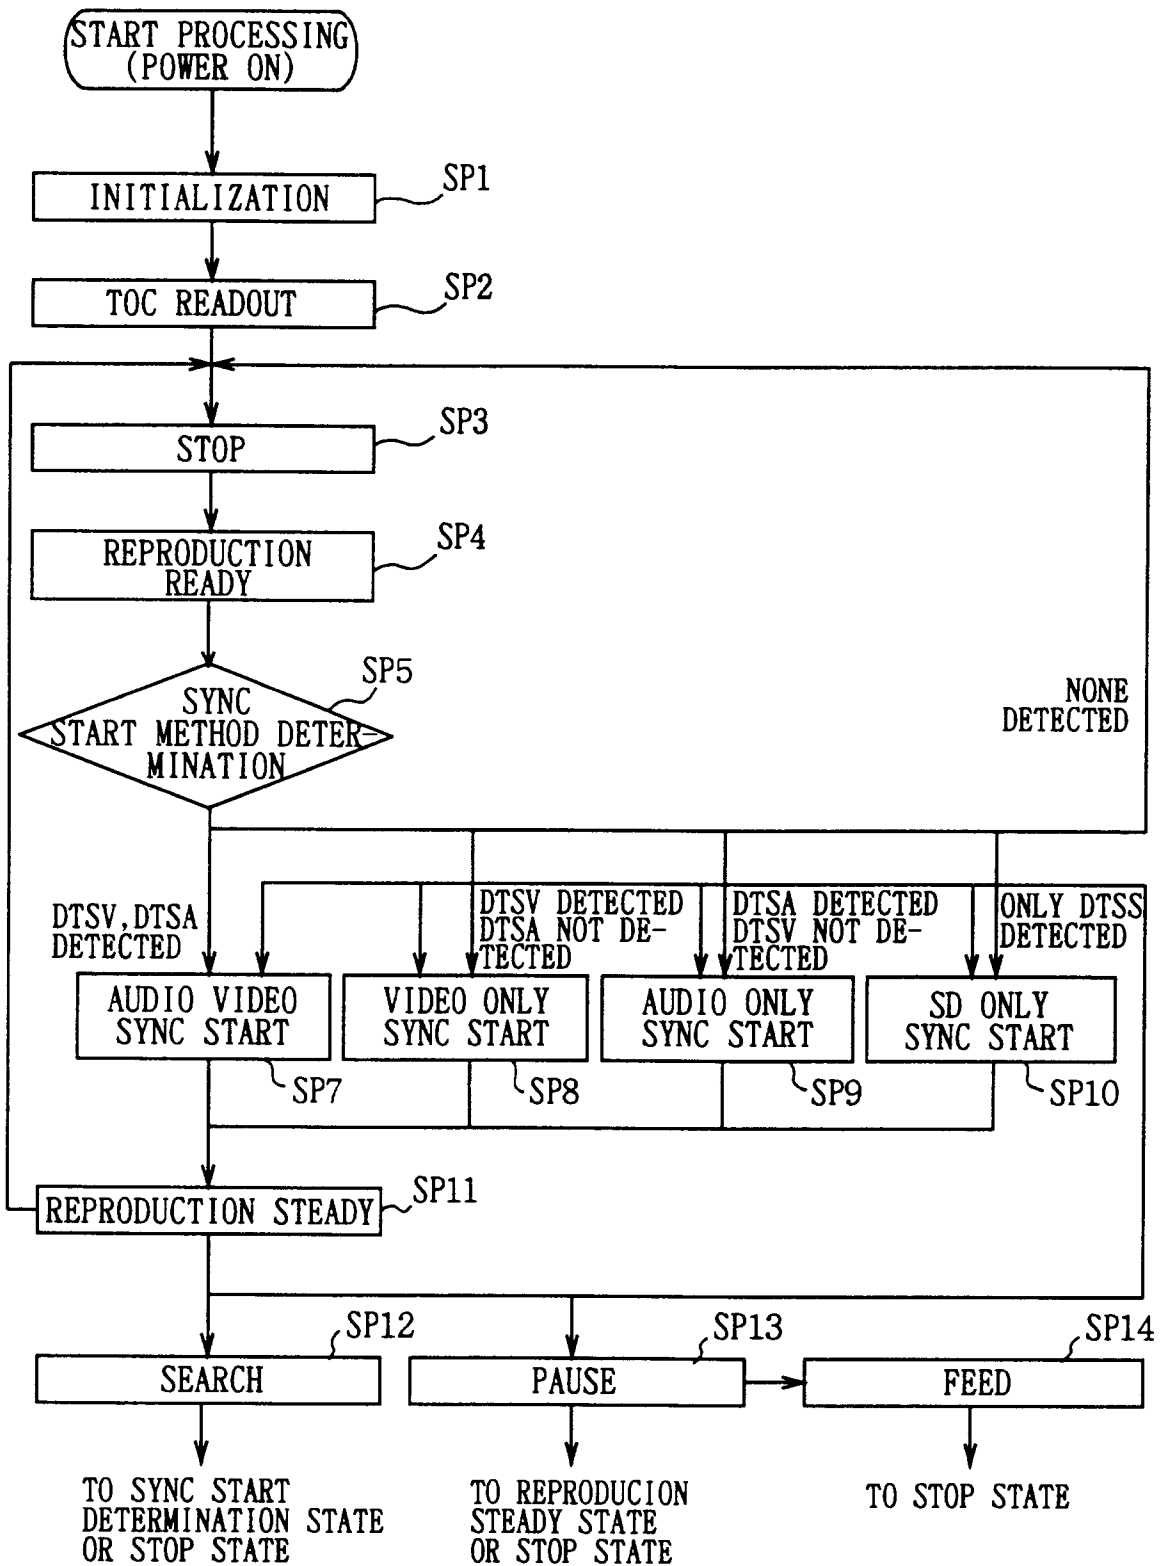 START PROCESSING
(POWER ON)
SP1
INITIALIZATION
SP2
TOC READOUT
SP3
STOP
SP4
REPRODUCTION
READY
SP5
SYNC
START METHOD DETER-
MINATION
NONE
DETECTED
DTSV, DTSA
DETECTED
DTSV DETECTED
DTSA NOT DE-
TECTED
DTSA DETECTED
DTSV NOT DE-
TECTED
ONLY DTSS
DETECTED
AUDIO VIDEO
SYNC START
VIDEO ONLY
SYNC START
AUDIO ONLY
SYNC START
SD ONLY
SYNC START
SP7
SP8
SP9
SP10
SP11
REPRODUCTION STEADY
SP12
SP13
SP14
SEARCH
PAUSE
FEED
TO SYNC START
DETERMINATION STATE
OR STOP STATE
TO REPRODUCION
STEADY STATE
OR STOP STATE
TO STOP STATE